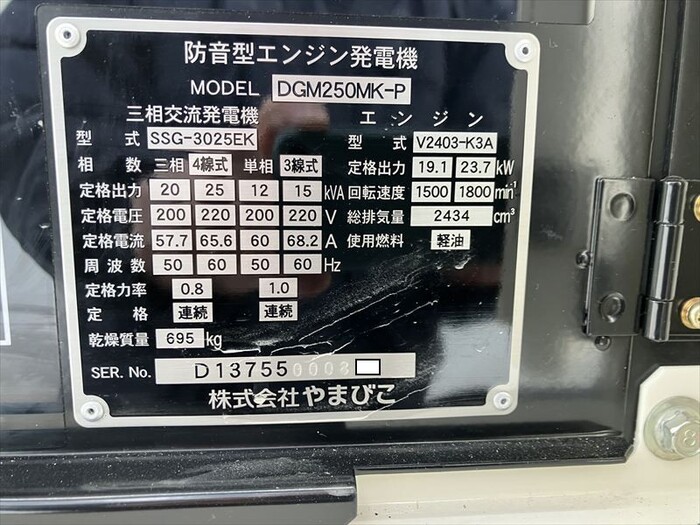 防音型エンジン発電機
MODEL DGM250MK-P
三相交流発電機 エンジン
型式 SSG-3025EK 型式 V2403-K3A
相数 三相 4線式 単相 3線式 定格出力 19.1 23.7 kW
定格出力 20 25 12 15 kVA 回転速度 1500 1800 min⁻¹
定格電圧 200 220 200 220 V 総排気量 2434 cm³
定格電流 57.7 65.6 60 68.2 A 使用燃料 軽油
周波数 50 60 50 60 Hz
定格力率 0.8 1.0
定格 連続 連続
乾燥質量 695 kg
SER. No. D13755 0008
株式会社やまびこ